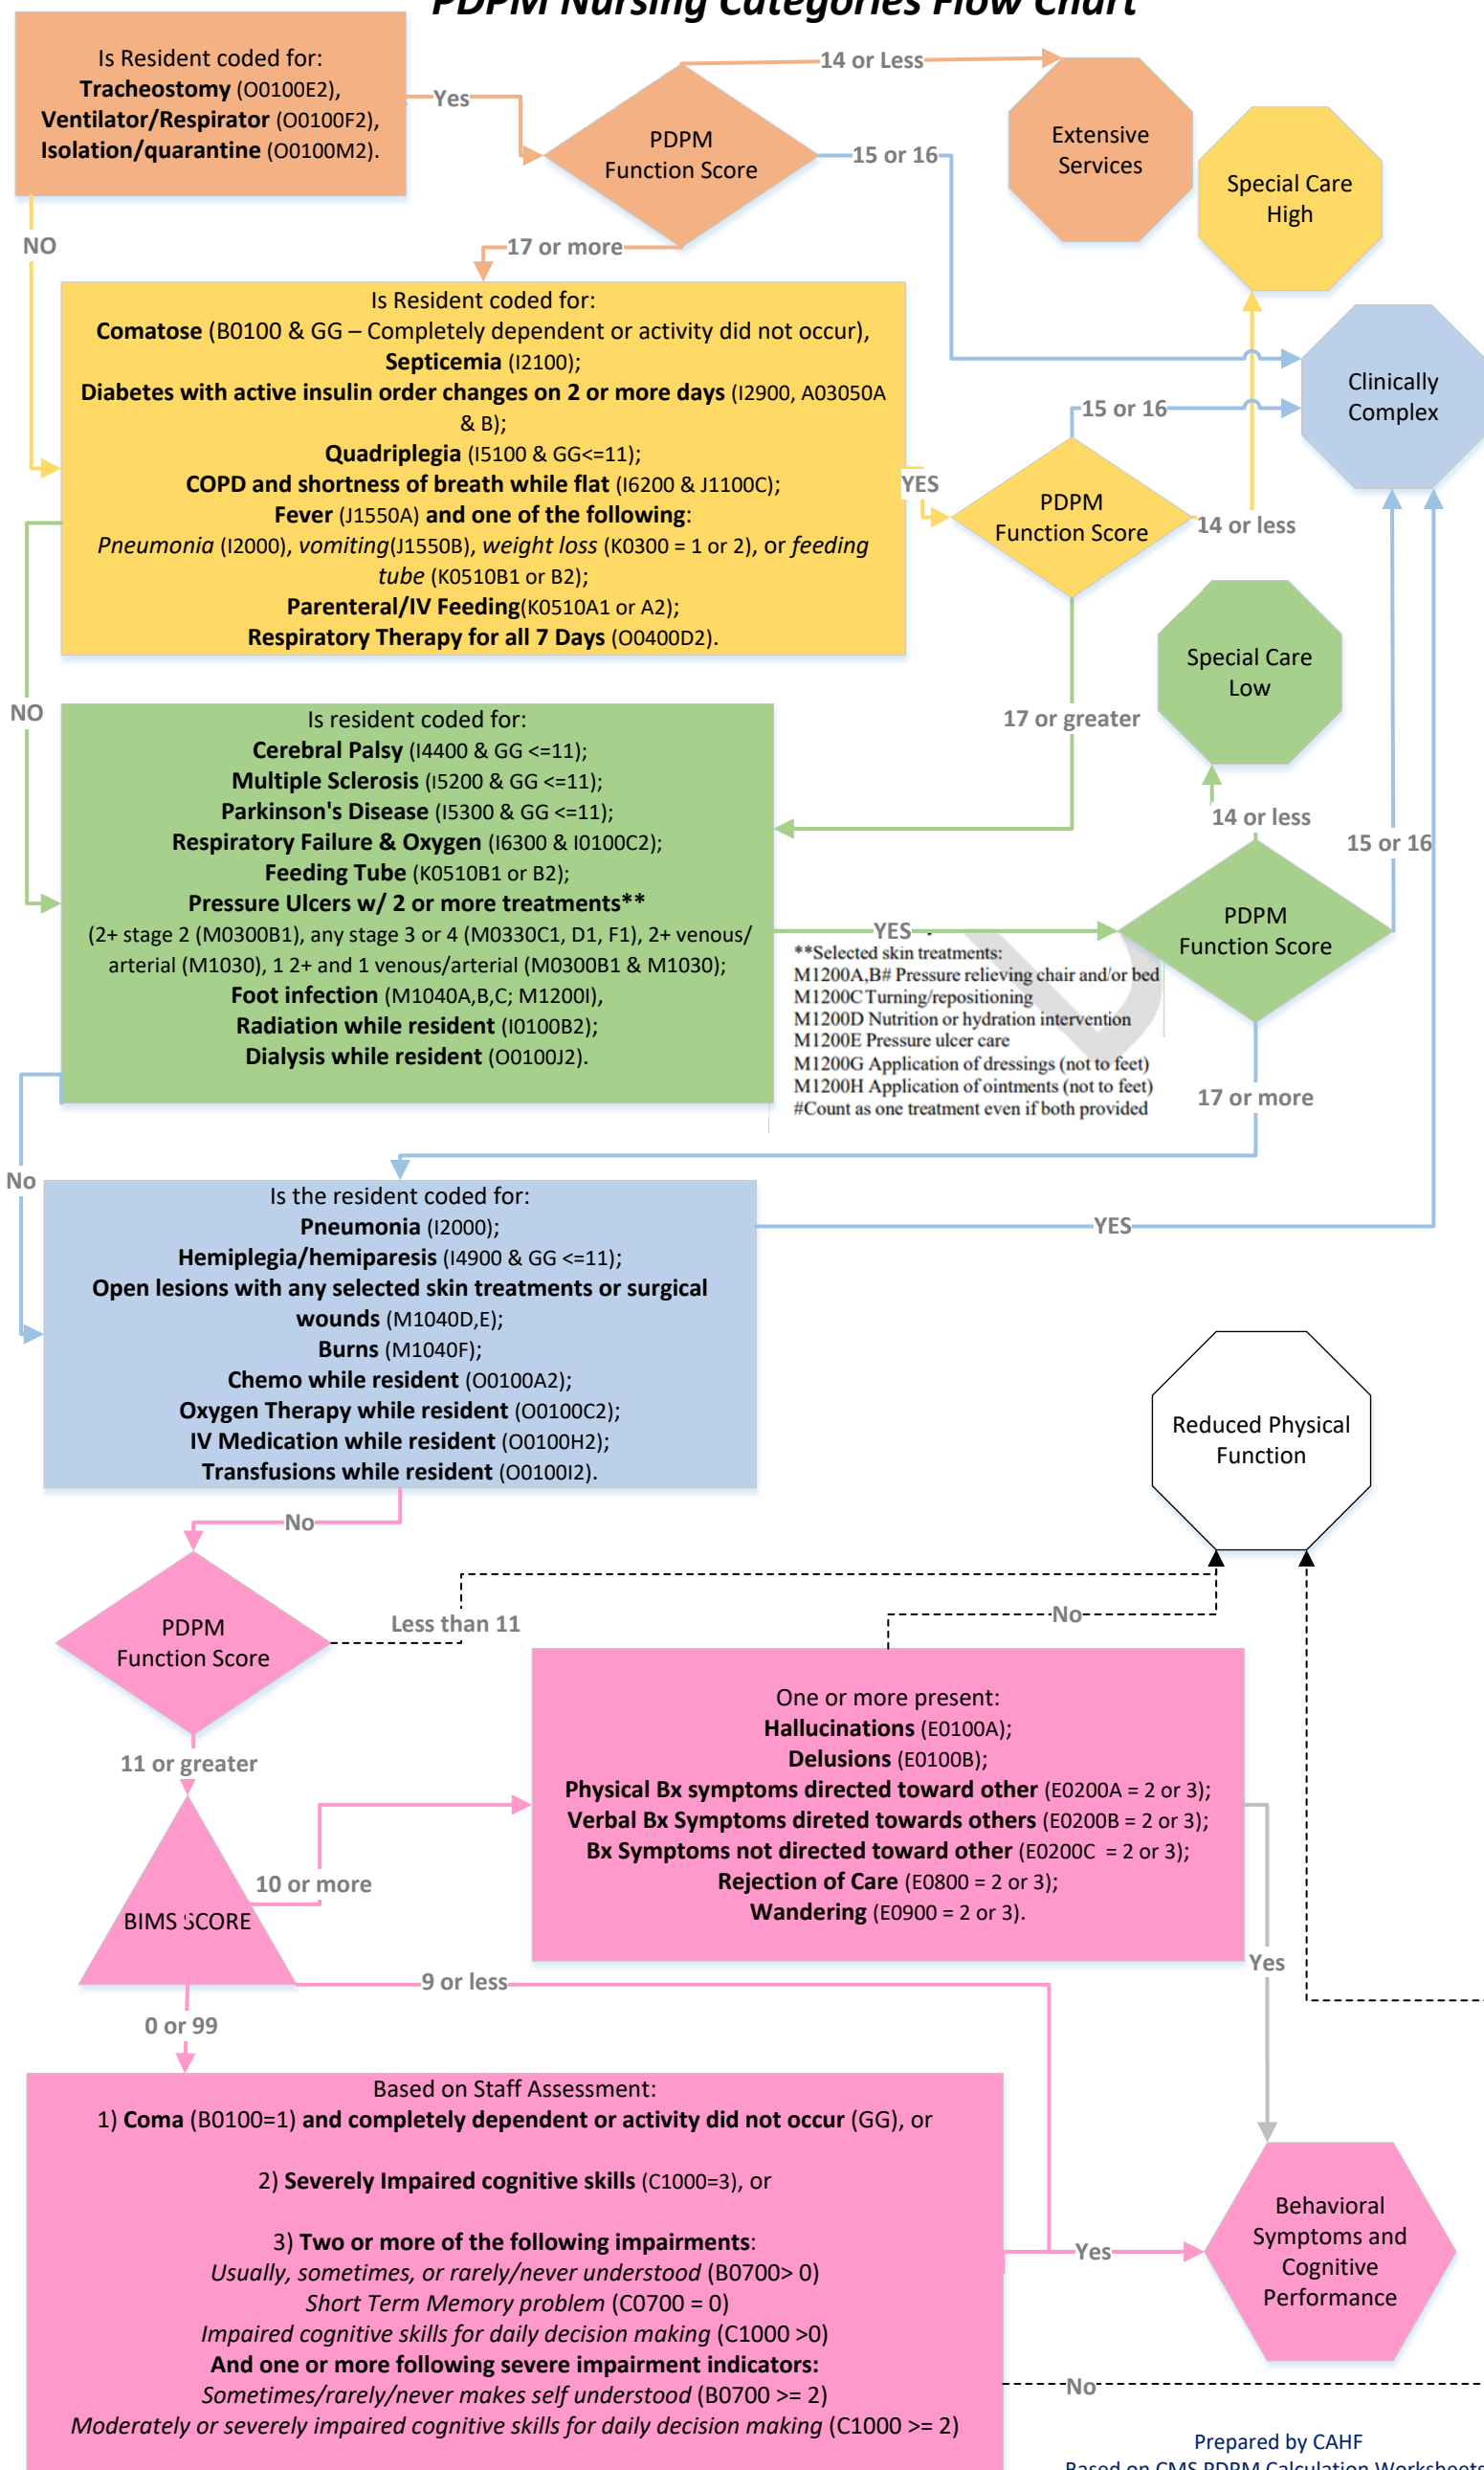 PDPM Nursing Categories Flow Chart
Is Resident coded for:
Tracheostomy (O0100E2),
Ventilator/Respirator (O0100F2),
Isolation/quarantine (O0100M2).
Yes
PDPM
Function Score
14 or Less
15 or 16
17 or more
Extensive
Services
Special Care
High
NO
Is Resident coded for:
Comatose (B0100 & GG – Completely dependent or activity did not occur),
Septicemia (I2100);
Diabetes with active insulin order changes on 2 or more days (I2900, A03050A
& B);
Quadriplegia (I5100 & GG<=11);
COPD and shortness of breath while flat (I6200 & J1100C);
Fever (J1550A) and one of the following:
Pneumonia (I2000), vomiting(J1550B), weight loss (K0300 = 1 or 2), or feeding
tube (K0510B1 or B2);
Parenteral/IV Feeding(K0510A1 or A2);
Respiratory Therapy for all 7 Days (O0400D2).
YES
PDPM
Function Score
15 or 16
14 or less
17 or greater
Clinically
Complex
Special Care
Low
NO
Is resident coded for:
Cerebral Palsy (I4400 & GG <=11);
Multiple Sclerosis (I5200 & GG <=11);
Parkinson's Disease (I5300 & GG <=11);
Respiratory Failure & Oxygen (I6300 & I0100C2);
Feeding Tube (K0510B1 or B2);
Pressure Ulcers w/ 2 or more treatments**
(2+ stage 2 (M0300B1), any stage 3 or 4 (M0330C1, D1, F1), 2+ venous/
arterial (M1030), 1 2+ and 1 venous/arterial (M0300B1 & M1030);
Foot infection (M1040A,B,C; M1200I),
Radiation while resident (I0100B2);
Dialysis while resident (O0100J2).
YES
**Selected skin treatments:
M1200A,B# Pressure relieving chair and/or bed
M1200C Turning/repositioning
M1200D Nutrition or hydration intervention
M1200E Pressure ulcer care
M1200G Application of dressings (not to feet)
M1200H Application of ointments (not to feet)
#Count as one treatment even if both provided
PDPM
Function Score
14 or less
15 or 16
17 or more
No
Is the resident coded for:
Pneumonia (I2000);
Hemiplegia/hemiparesis (I4900 & GG <=11);
Open lesions with any selected skin treatments or surgical
wounds (M1040D,E);
Burns (M1040F);
Chemo while resident (O0100A2);
Oxygen Therapy while resident (O0100C2);
IV Medication while resident (O0100H2);
Transfusions while resident (O0100I2).
YES
No
PDPM
Function Score
Less than 11
11 or greater
Reduced Physical
Function
No
One or more present:
Hallucinations (E0100A);
Delusions (E0100B);
Physical Bx symptoms directed toward other (E0200A = 2 or 3);
Verbal Bx Symptoms direted towards others (E0200B = 2 or 3);
Bx Symptoms not directed toward other (E0200C = 2 or 3);
Rejection of Care (E0800 = 2 or 3);
Wandering (E0900 = 2 or 3).
Yes
BIMS SCORE
10 or more
9 or less
0 or 99
Based on Staff Assessment:
1) Coma (B0100=1) and completely dependent or activity did not occur (GG), or
2) Severely Impaired cognitive skills (C1000=3), or
3) Two or more of the following impairments:
Usually, sometimes, or rarely/never understood (B0700> 0)
Short Term Memory problem (C0700 = 0)
Impaired cognitive skills for daily decision making (C1000 >0)
And one or more following severe impairment indicators:
Sometimes/rarely/never makes self understood (B0700 >= 2)
Moderately or severely impaired cognitive skills for daily decision making (C1000 >= 2)
Yes
No
Behavioral
Symptoms and
Cognitive
Performance
Prepared by CAHF
Based on CMS PDPM Calculation Worksheets